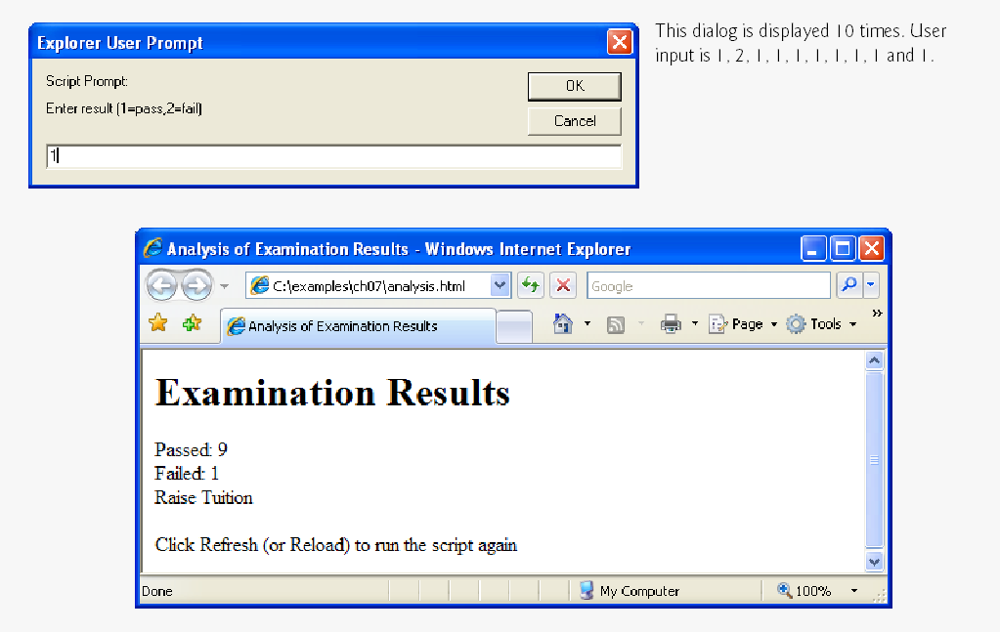 Explorer User Prompt
Script Prompt:
Enter result (1=pass,2=fail)
OK
Cancel
1
This dialog is displayed 10 times. User
input is 1, 2, 1, 1, 1, 1, 1, 1, 1 and 1.
Analysis of Examination Results - Windows Internet Explorer
C:\examples\ch07\analysis.html
Google
Analysis of Examination Results
Page
Tools
»
Examination Results
Passed: 9
Failed: 1
Raise Tuition
Click Refresh (or Reload) to run the script again
Done
My Computer
100%